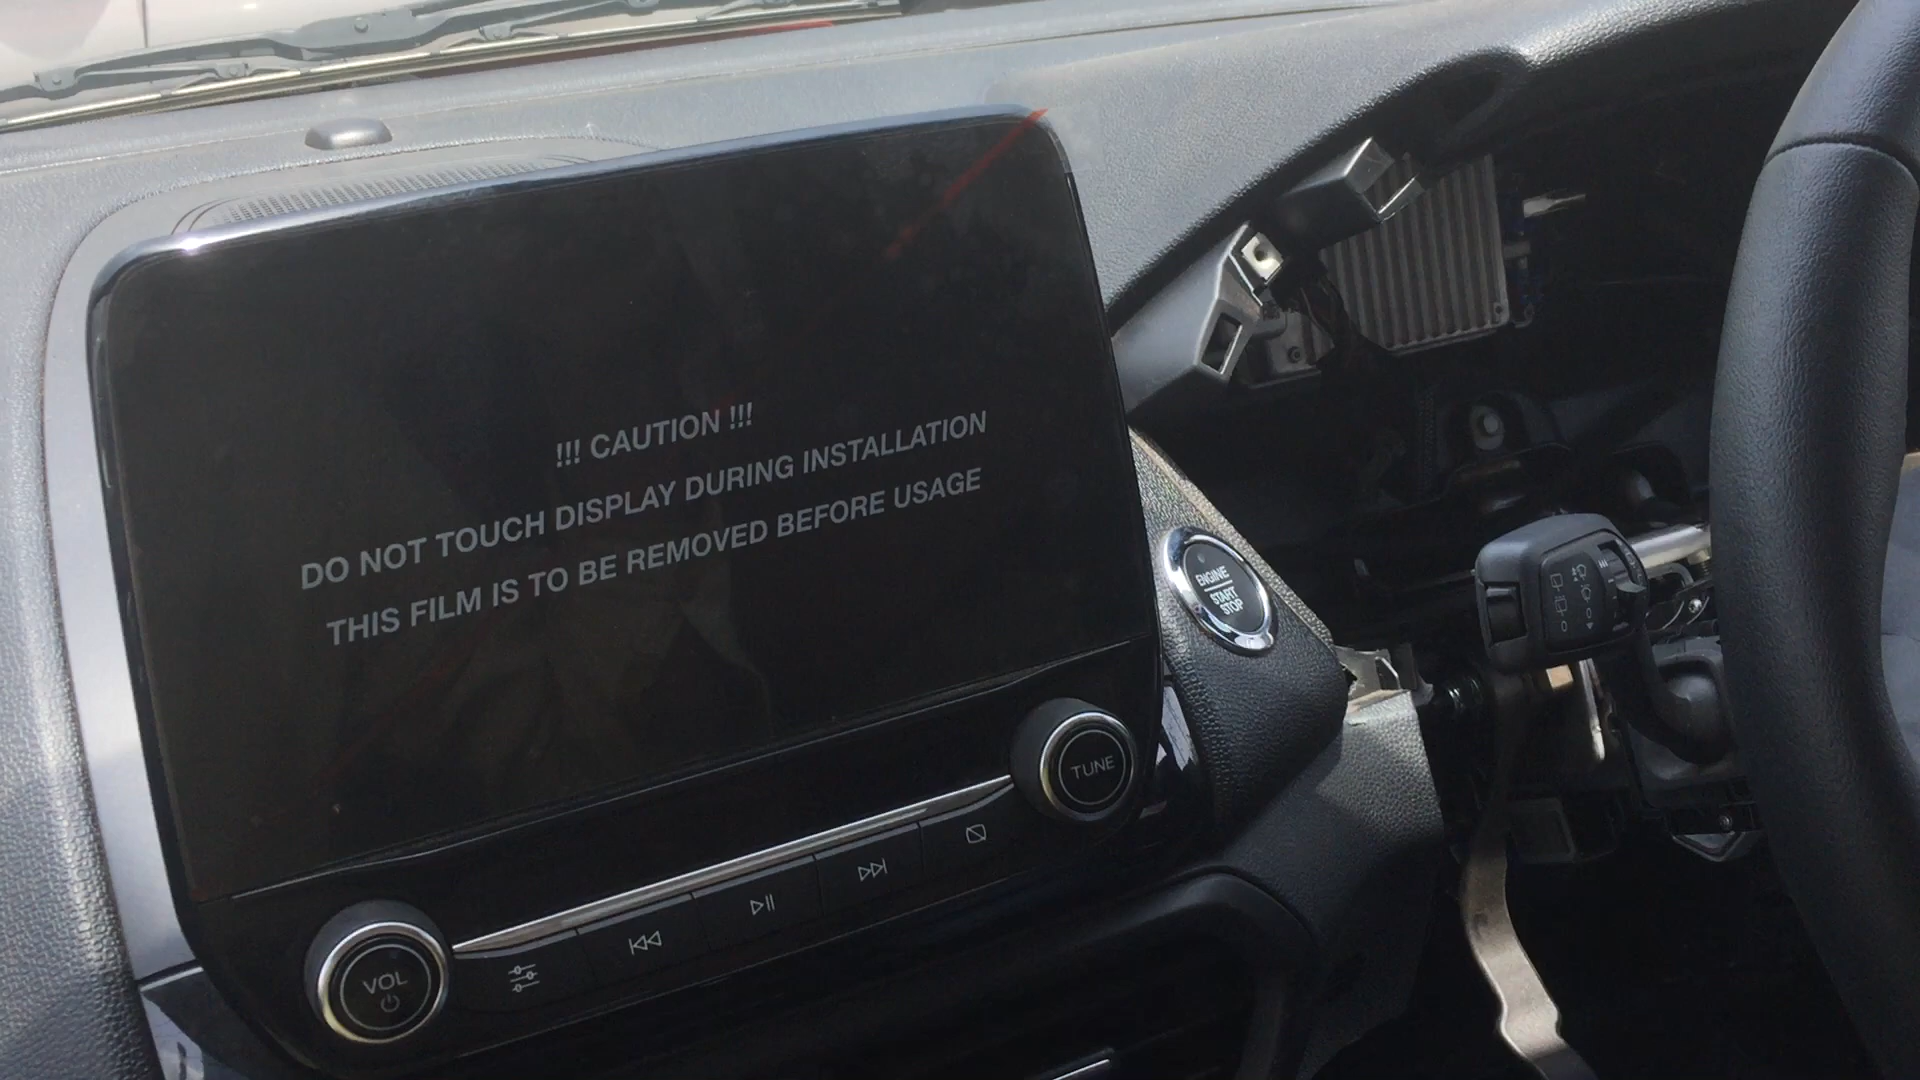 !!! CAUTION !!!
DO NOT TOUCH DISPLAY DURING INSTALLATION
THIS FILM IS TO BE REMOVED BEFORE USAGE
ENGINE
START
STOP
TUNE
VOL